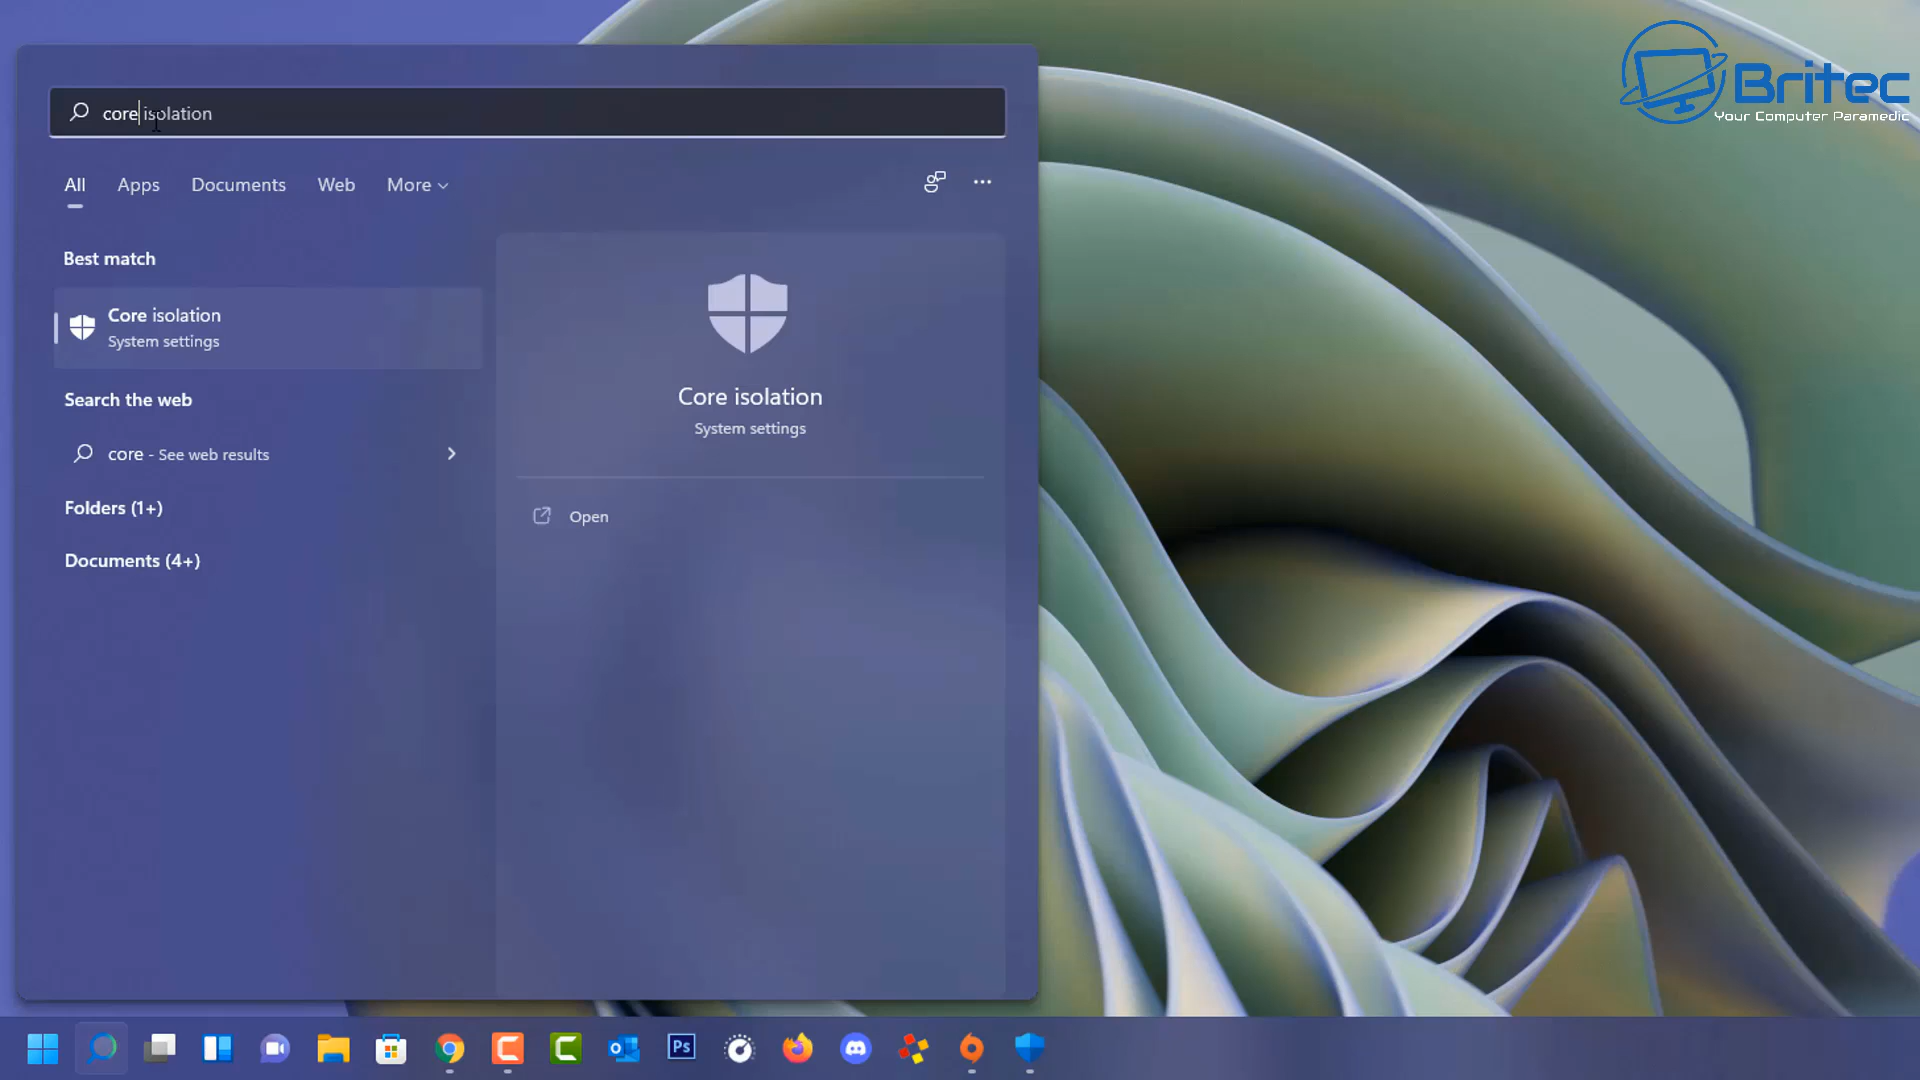 Britec
Your Computer Paramedic
core isolation
All Apps Documents Web More
Best match
Core isolation
System settings
Search the web
core - See web results
Folders (1+)
Documents (4+)
Core isolation
System settings
Open
Ps